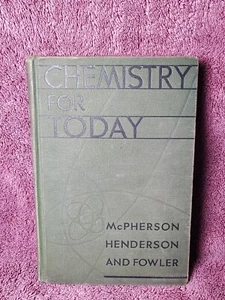 CHEMISTRY
FOR
TODAY
McPHERSON
HENDERSON
AND FOWLER